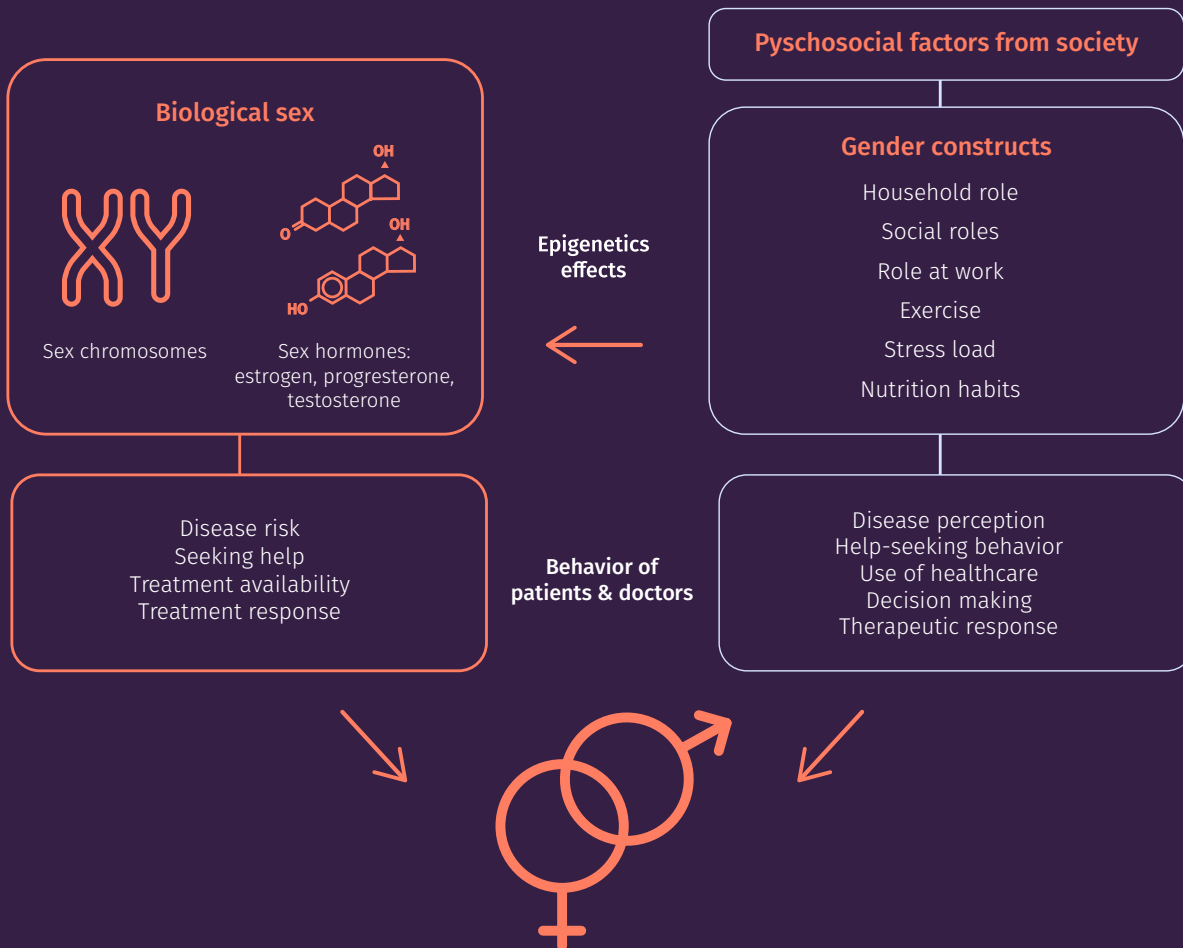 Pyschosocial factors from society
Biological sex
OH
O
OH
HO
Sex chromosomes
Sex hormones:
estrogen, progresterone,
testosterone
Epigenetics
effects
Gender constructs
Household role
Social roles
Role at work
Exercise
Stress load
Nutrition habits
Disease risk
Seeking help
Treatment availability
Treatment response
Behavior of
patients & doctors
Disease perception
Help-seeking behavior
Use of healthcare
Decision making
Therapeutic response